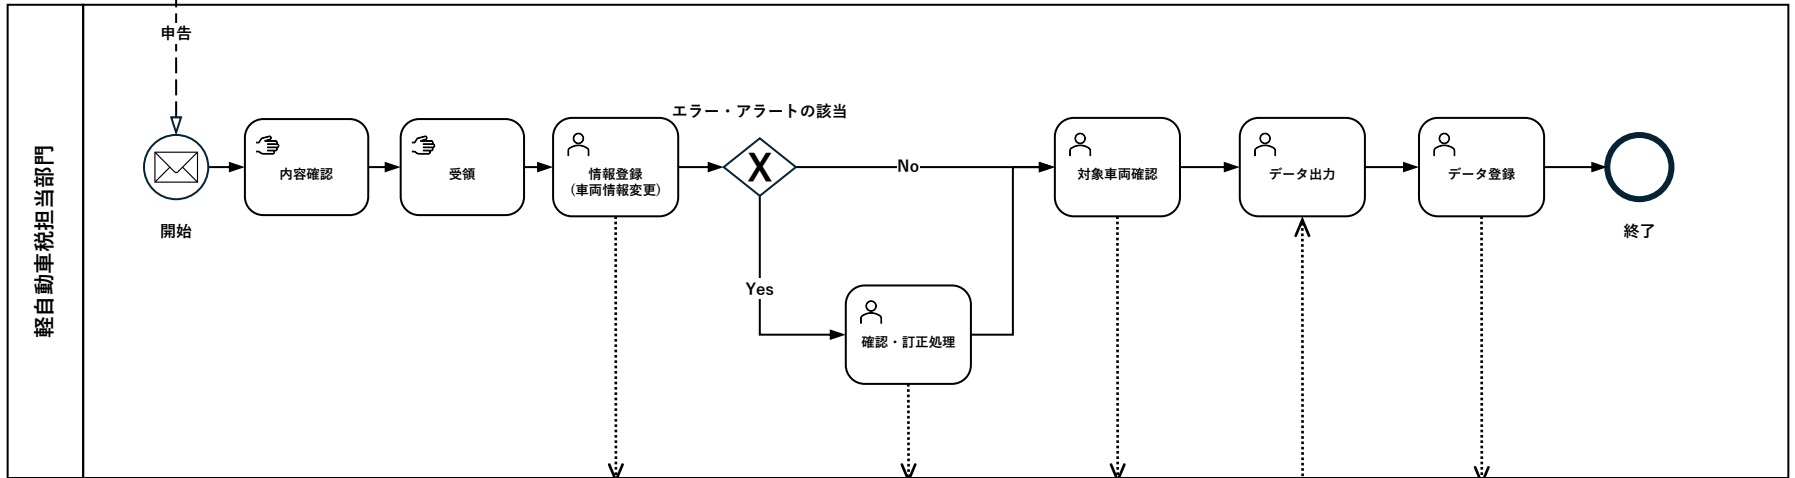 軽自動車税担当部門
申告
開始
内容確認
受領
情報登録
(車両情報変更)
エラー・アラートの該当
X
No
Yes
確認・訂正処理
対象車両確認
データ出力
データ登録
終了